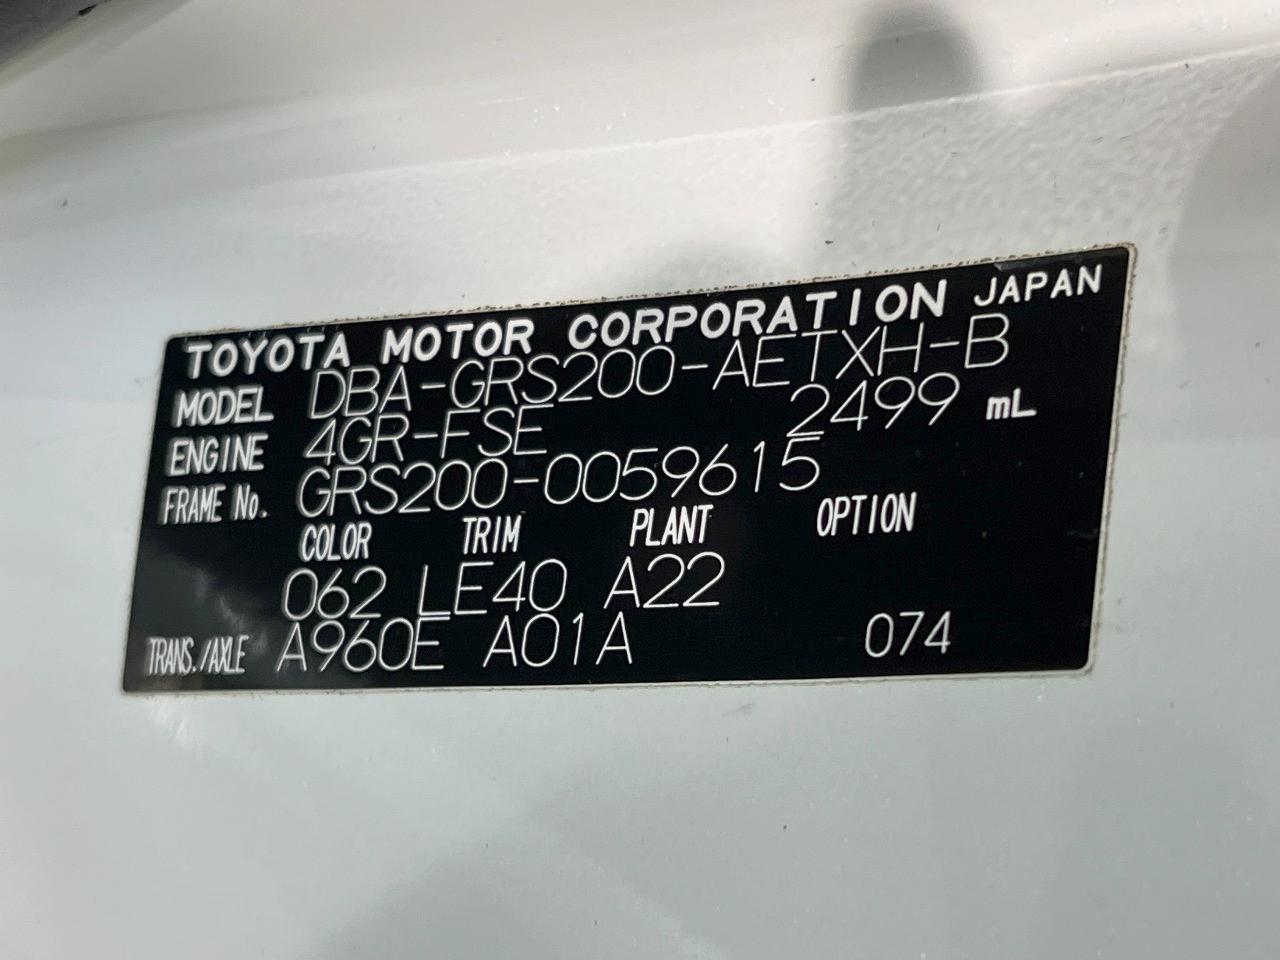 TOYOTA MOTOR CORPORATION JAPAN
MODEL DBA-GRS200-AETXH-B
ENGINE 4GR-FSE 2499 mL
FRAME No. GRS200-0059615
COLOR TRIM PLANT OPTION
062 LE40 A22
TRANS./AXLE A960E A01A 074